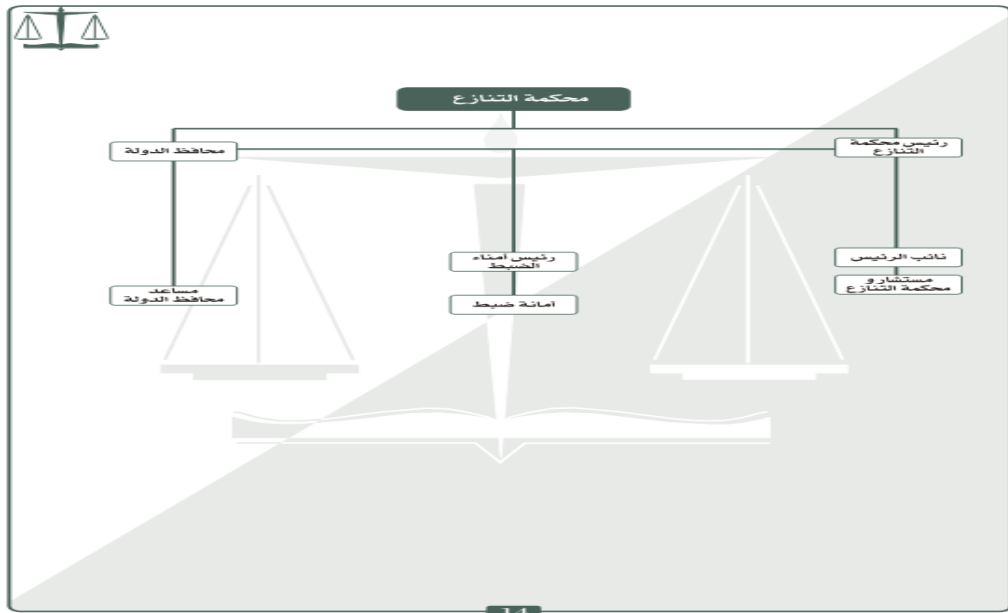 محكمة التنازع
رئيس محكمة
التنازع
محافظ الدولة
نائب الرئيس
رئيس أمناء
الضبط
مستشارو
محكمة التنازع
مساعد
محافظ الدولة
أمانة ضبط
14